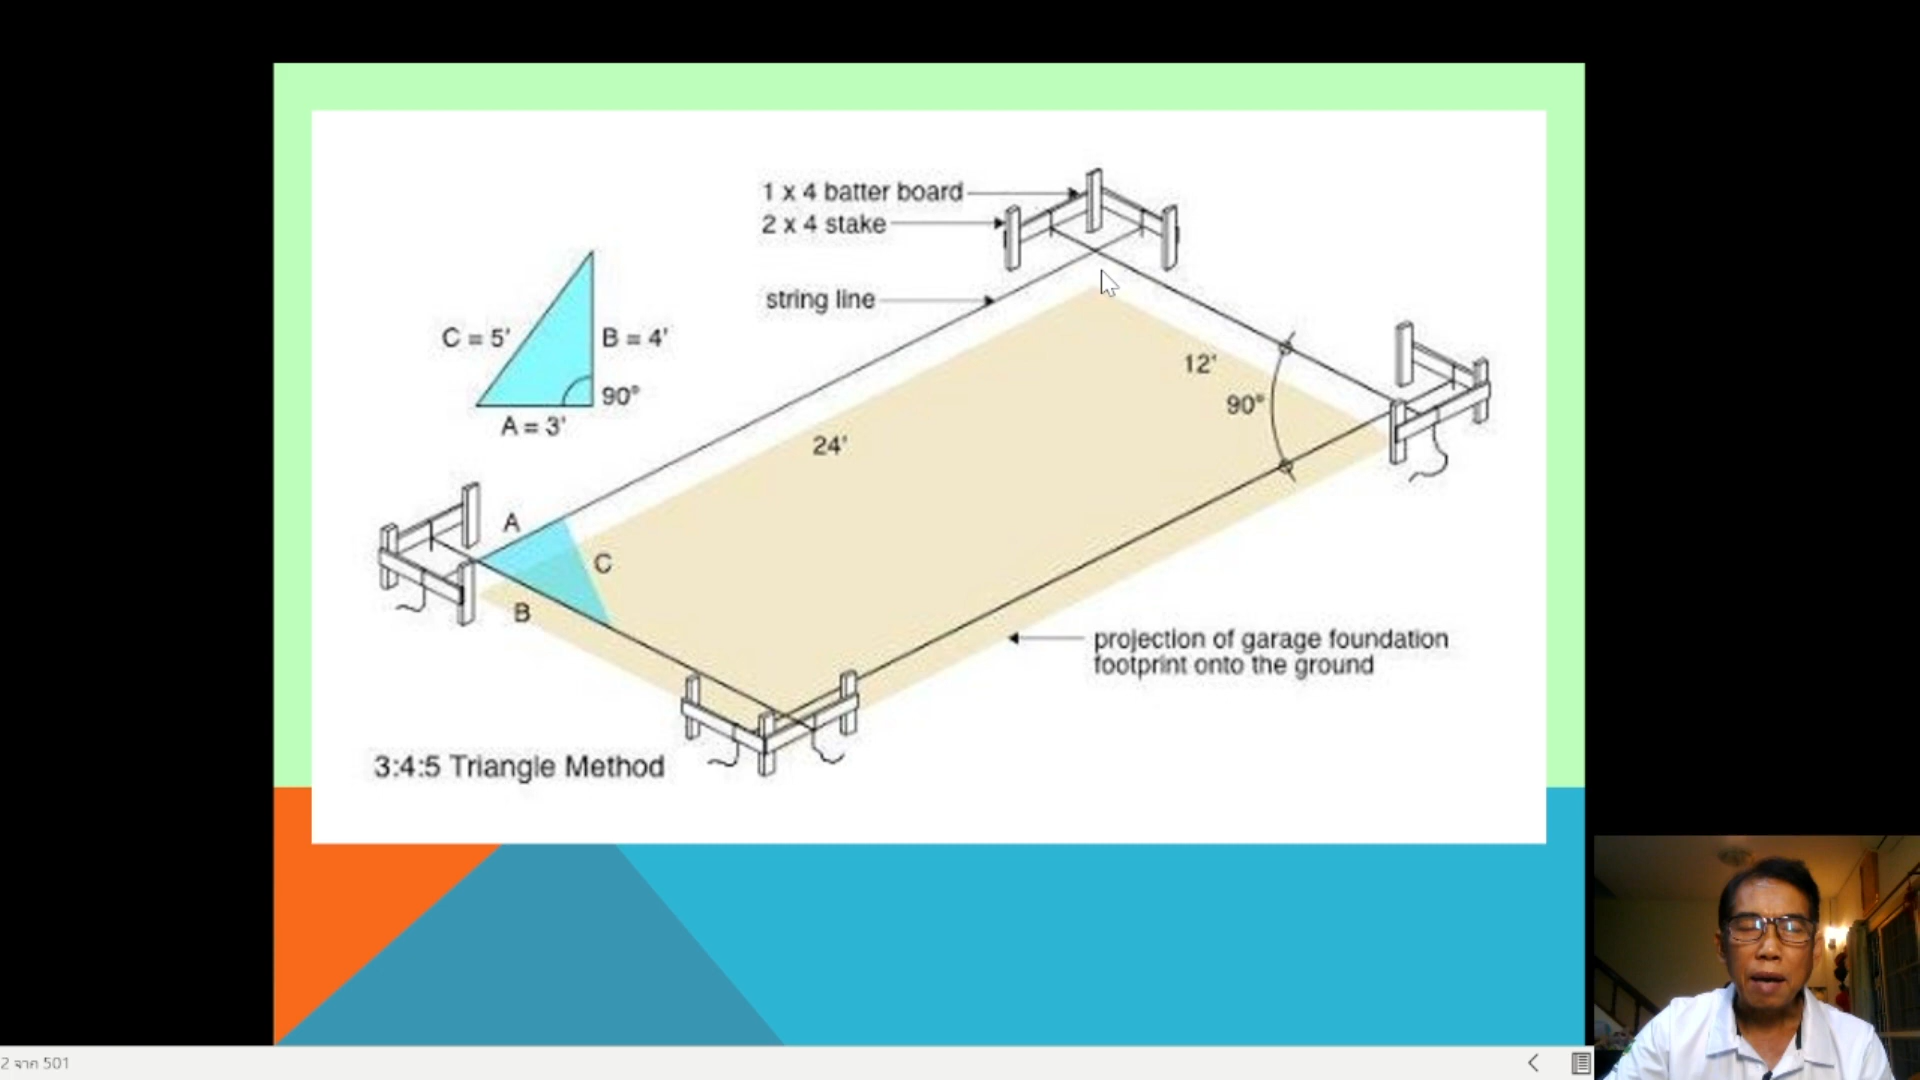 1 x 4 batter board
2 x 4 stake
string line
C = 5'
B = 4'
90°
A = 3'
12'
90°
24'
A
C
B
projection of garage foundation
footprint onto the ground
3:4:5 Triangle Method
2 จาก 501